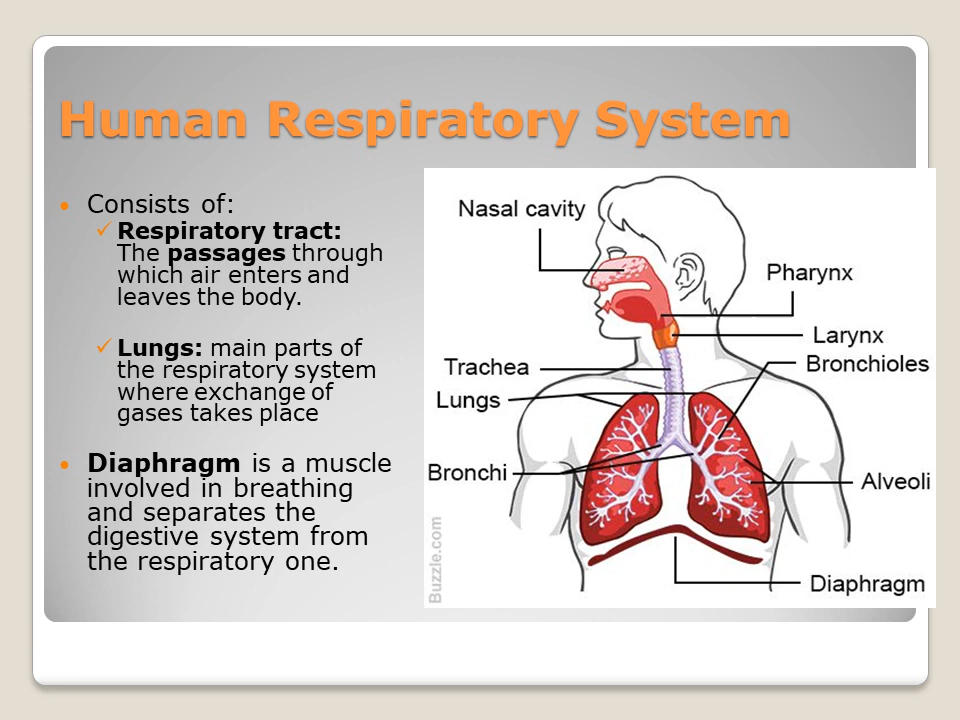 Human Respiratory System
Consists of:
Respiratory tract:
The passages through
which air enters and
leaves the body.
Lungs: main parts of
the respiratory system
where exchange of
gases takes place
Diaphragm is a muscle
involved in breathing
and separates the
digestive system from
the respiratory one.
Nasal cavity
Pharynx
Larynx
Bronchioles
Trachea
Lungs
Bronchi
Alveoli
Diaphragm
Buzzle.com